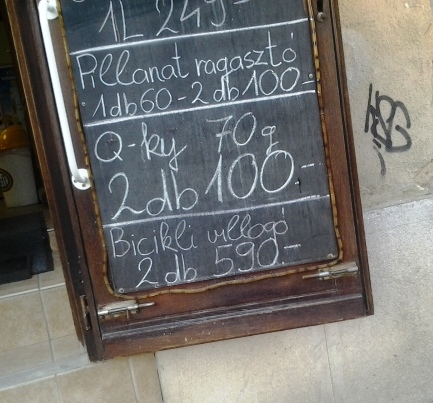 1L 249.-
Pillanat ragasztó
1db 60-2db 100.-
Q-ky 70g
2db 100-
Bicikli villogó
2db 590.-